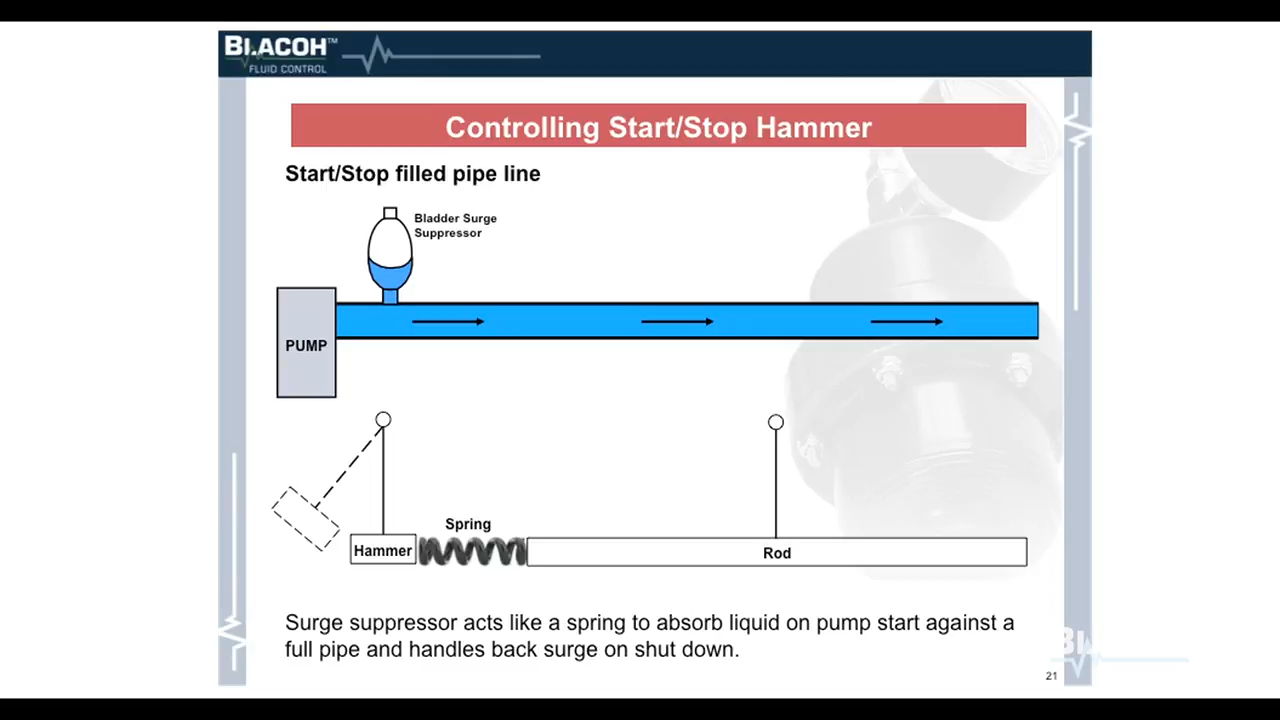 BLACOH™
FLUID CONTROL
Controlling Start/Stop Hammer
Start/Stop filled pipe line
Bladder Surge
Suppressor
PUMP
Spring
Hammer
Rod
Surge suppressor acts like a spring to absorb liquid on pump start against a
full pipe and handles back surge on shut down.
21